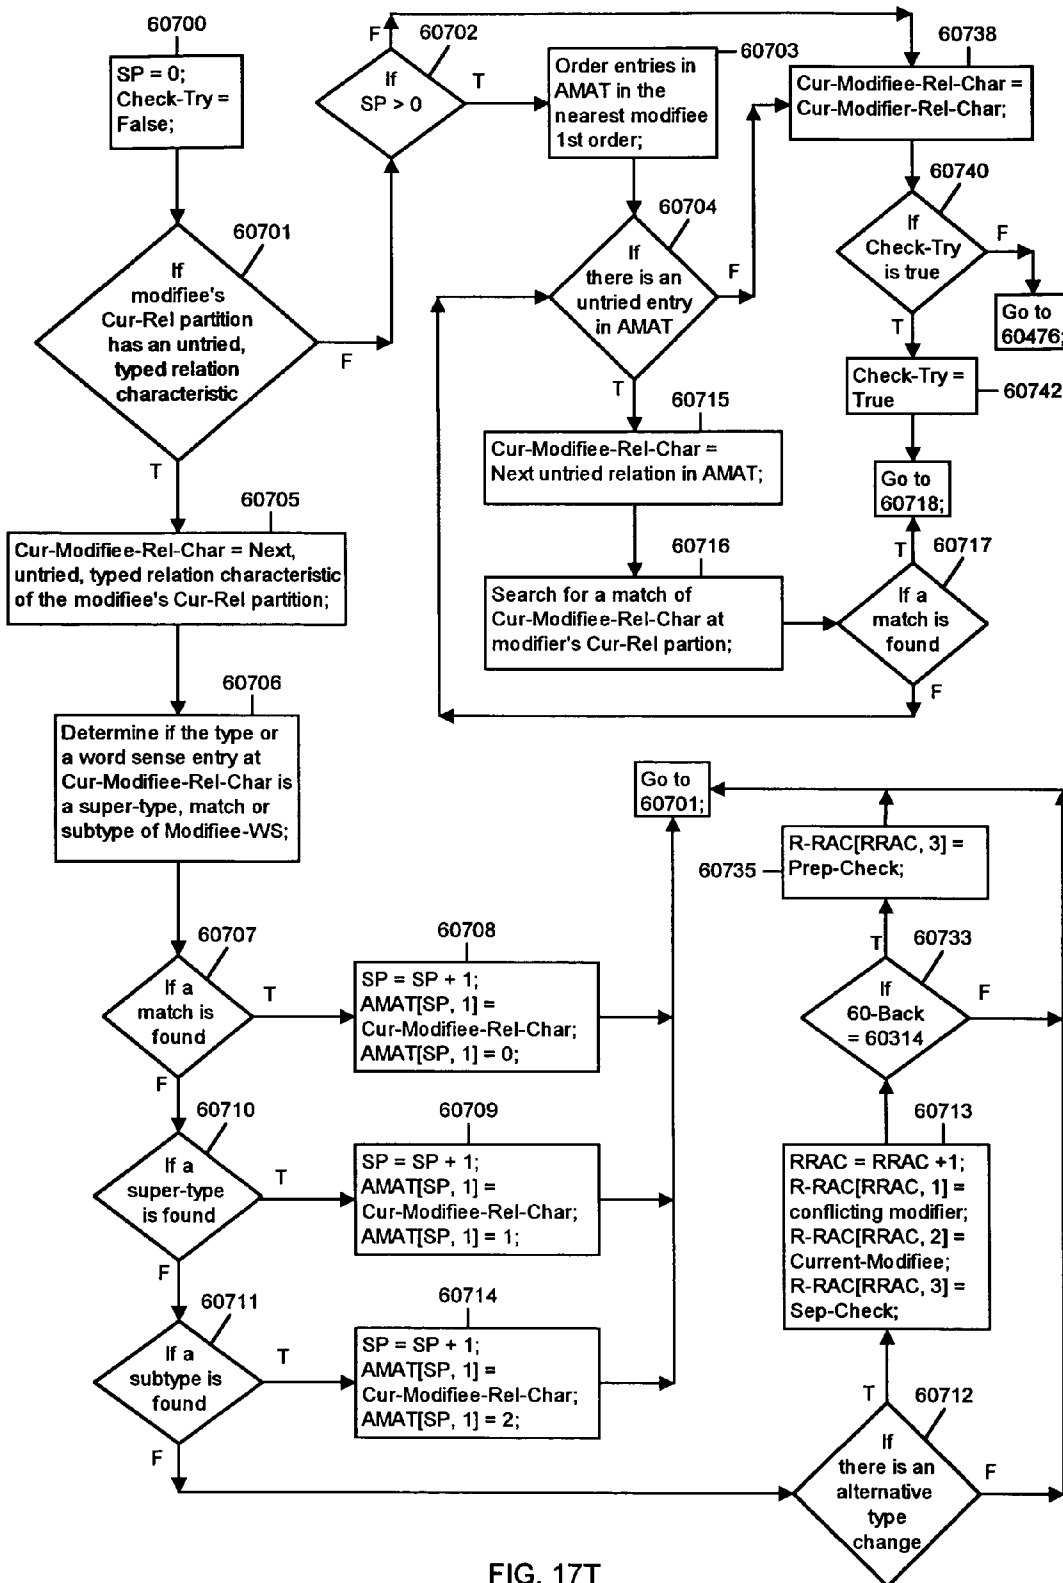 60700
SP = 0;
Check-Try =
False;
60701
If
modifiee's
Cur-Rel partition
has an untried,
typed relation
characteristic
F
T
60702
If
SP > 0
F
T
60703
Order entries in
AMAT in the
nearest modifiee
1st order;
60704
If
there is an
untried entry
in AMAT
F
T
60738
Cur-Modifiee-Rel-Char =
Cur-Modifier-Rel-Char;
60740
If
Check-Try
is true
F
T
Go to
60476;
Check-Try =
True
60742
Go to
60718;
60715
Cur-Modifiee-Rel-Char =
Next untried relation in AMAT;
60716
Search for a match of
Cur-Modifiee-Rel-Char at
modifier's Cur-Rel partion;
60717
If a
match is
found
T
F
60705
Cur-Modifiee-Rel-Char = Next,
untried, typed relation characteristic
of the modifiee's Cur-Rel partition;
60706
Determine if the type or
a word sense entry at
Cur-Modifiee-Rel-Char is
a super-type, match or
subtype of Modifiee-WS;
60707
If a
match is
found
T
F
60708
SP = SP + 1;
AMAT[SP, 1] =
Cur-Modifiee-Rel-Char;
AMAT[SP, 1] = 0;
60710
If a
super-type
is found
T
F
60709
SP = SP + 1;
AMAT[SP, 1] =
Cur-Modifiee-Rel-Char;
AMAT[SP, 1] = 1;
60711
If a
subtype is
found
T
F
60714
SP = SP + 1;
AMAT[SP, 1] =
Cur-Modifiee-Rel-Char;
AMAT[SP, 1] = 2;
Go to
60701;
60735
R-RAC[RRAC, 3] =
Prep-Check;
60733
If
60-Back
= 60314
T
F
60713
RRAC = RRAC +1;
R-RAC[RRAC, 1] =
conflicting modifier;
R-RAC[RRAC, 2] =
Current-Modifiee;
R-RAC[RRAC, 3] =
Sep-Check;
60712
If
there is an
alternative
type
change
T
F
FIG. 17T